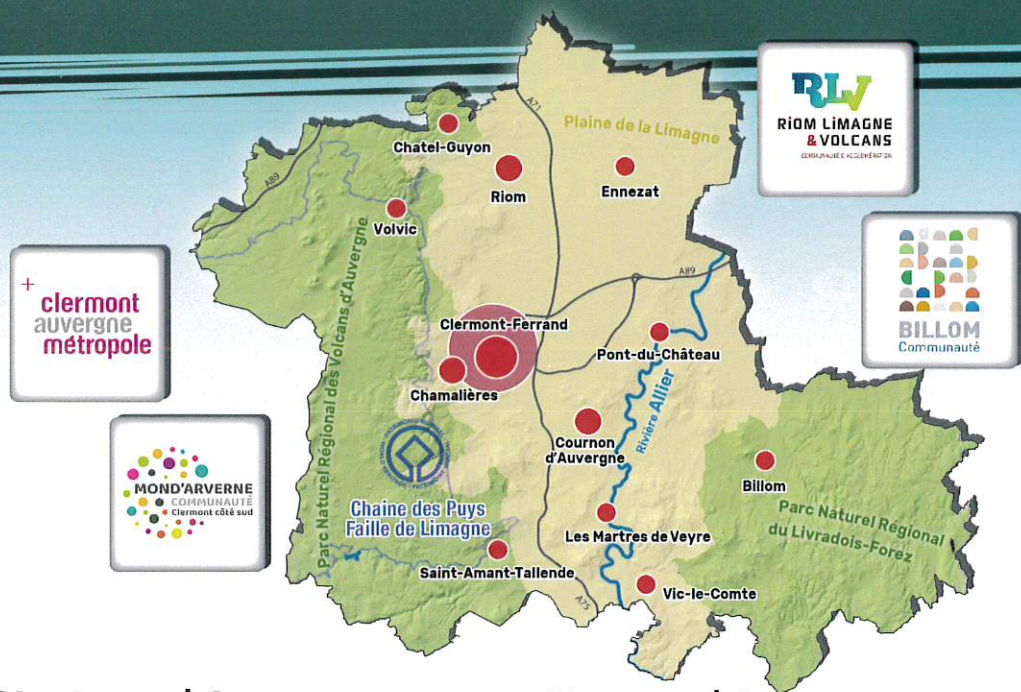 A71
Plaine de la Limagne
RLV
RIOM LIMAGNE
& VOLCANS
Chatel-Guyon
A89
Riom
Ennezat
Volvic
Parc Naturel Régional des Volcans d'Auvergne
A89
+
clermont
auvergne
métropole
BILLOM
Communauté
Clermont-Ferrand
Pont-du-Château
Chamalières
Rivière Allier
Cournon
d'Auvergne
Billom
MOND'ARVERNE
COMMUNAUTÉ
Clermont côté sud
Chaine des Puys
Faille de Limagne
Parc Naturel Régional
du Livradois-Forez
Les Martres de Veyre
Saint-Amant-Tallende
A75
Vic-le-Comte